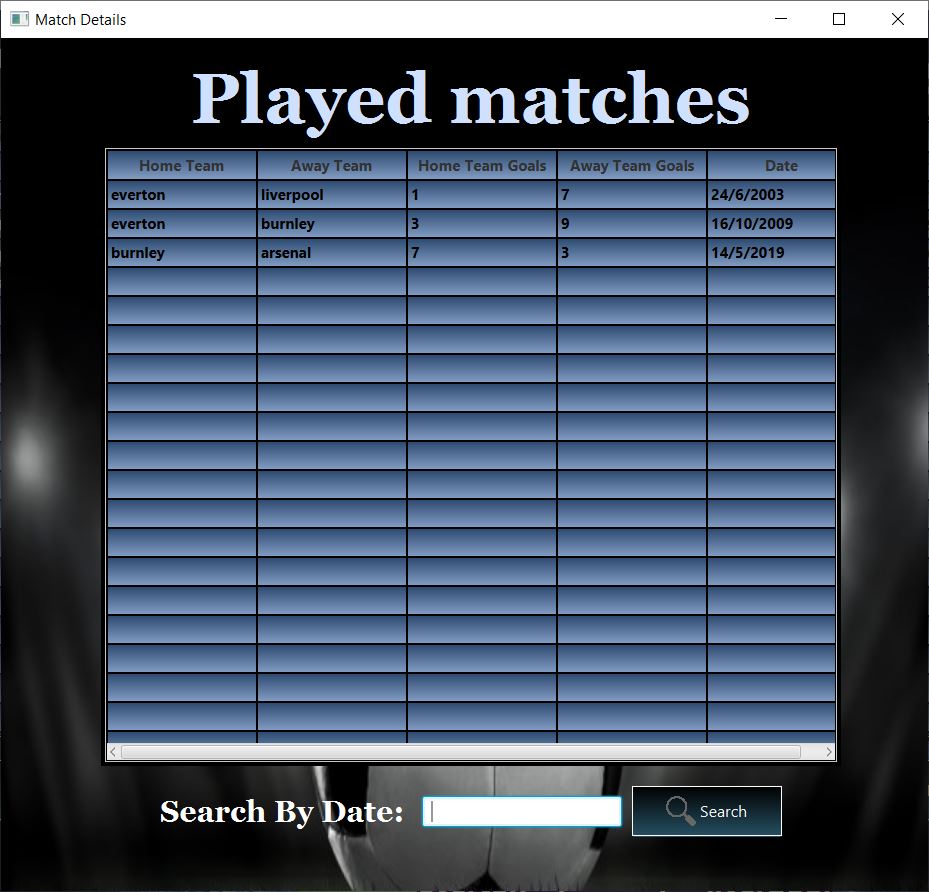 Match Details
Played matches
Home Team Away Team Home Team Goals Away Team Goals Date
everton liverpool 1 7 24/6/2003
everton burnley 3 9 16/10/2009
burnley arsenal 7 3 14/5/2019
Search By Date: Search